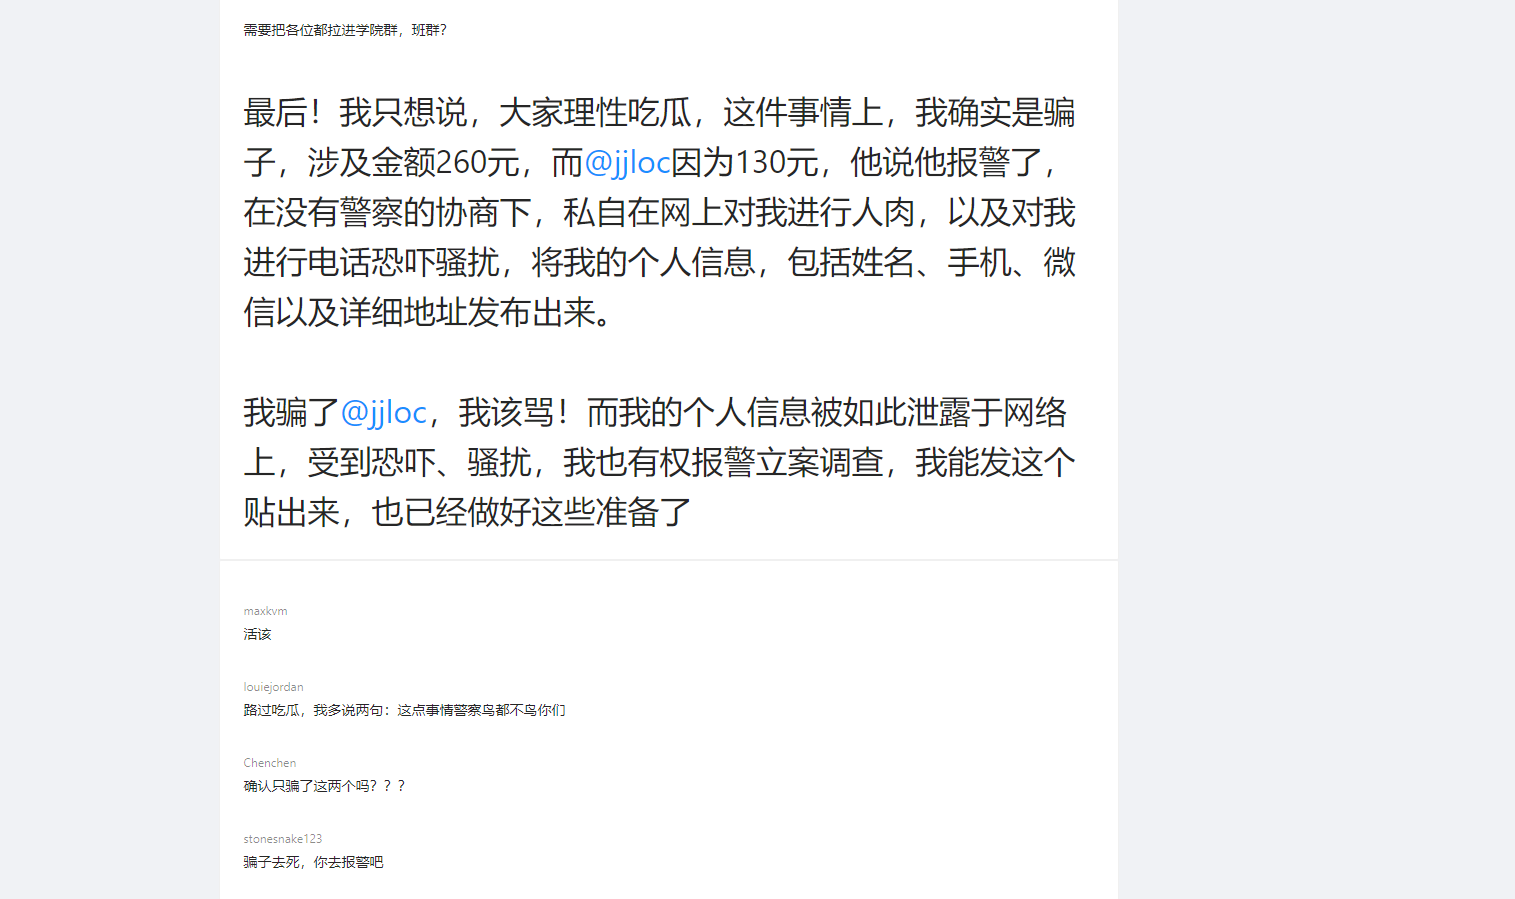 需要把各位都拉进学院群，班群？
最后！我只想说，大家理性吃瓜，这件事情上，我确实是骗
子，涉及金额260元，而@jjloc因为130元，他说他报警了，
在没有警察的协商下，私自在网上对我进行人肉，以及对我
进行电话恐吓骚扰，将我的个人信息，包括姓名、手机、微
信以及详细地址发布出来。
我骗了@jjloc，我该骂！而我的个人信息被如此泄露于网络
上，受到恐吓、骚扰，我也有权报警立案调查，我能发这个
贴出来，也已经做好这些准备了
maxkvm
活该
louiejordan
路过吃瓜，我多说两句：这点事情警察鸟都不鸟你们
Chenchen
确认只骗了这两个吗？？？
stonesnake123
骗子去死，你去报警吧